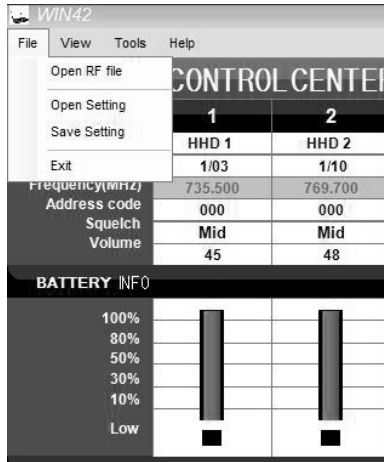 WIN42
File View Tools Help
Open RF file
Open Setting
Save Setting
Exit
CONTROL CENTER
1 2
HHD 1 HHD 2
1/03 1/10
Frequency(MHz) 735.500 769.700
Address code 000 000
Squelch Mid Mid
Volume 45 48
BATTERY INFO
100%
80%
50%
30%
10%
Low